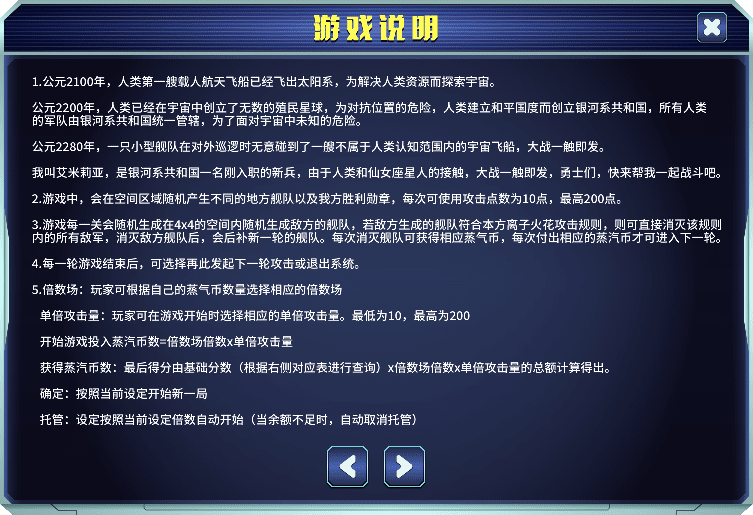 游戏说明
1.公元2100年，人类第一艘载人航天飞船已经飞出太阳系，为解决人类资源而探索宇宙。
公元2200年，人类已经在宇宙中创立了无数的殖民星球，为对抗位置的危险，人类建立和平国度而创立银河系共和国，所有人类
的军队由银河系共和国统一管辖，为了面对宇宙中未知的危险。
公元2280年，一只小型舰队在对外巡逻时无意碰到了一艘不属于人类认知范围内的宇宙飞船，大战一触即发。
我叫艾米莉亚，是银河系共和国一名刚入职的新兵，由于人类和仙女座星人的接触，大战一触即发，勇士们，快来帮我一起战斗吧。
2.游戏中，会在空间区域随机产生不同的地方舰队以及我方胜利勋章，每次可使用攻击点数为10点，最高200点。
3.游戏每一关会随机生成在4x4的空间内随机生成敌方的舰队，若敌方生成的舰队符合本方离子火花攻击规则，则可直接消灭该规则
内的所有敌军，消灭敌方舰队后，会后补新一轮的舰队。每次消灭舰队可获得相应蒸气币，每次付出相应的蒸汽币才可进入下一轮。
4.每一轮游戏结束后，可选择再此发起下一轮攻击或退出系统。
5.倍数场：玩家可根据自己的蒸气币数量选择相应的倍数场
单倍攻击量：玩家可在游戏开始时选择相应的单倍攻击量。最低为10，最高为200
开始游戏投入蒸汽币数=倍数场倍数x单倍攻击量
获得蒸汽币数：最后得分由基础分数（根据右侧对应表进行查询）x倍数场倍数x单倍攻击量的总额计算得出。
确定：按照当前设定开始新一局
托管：设定按照当前设定倍数自动开始（当余额不足时，自动取消托管）